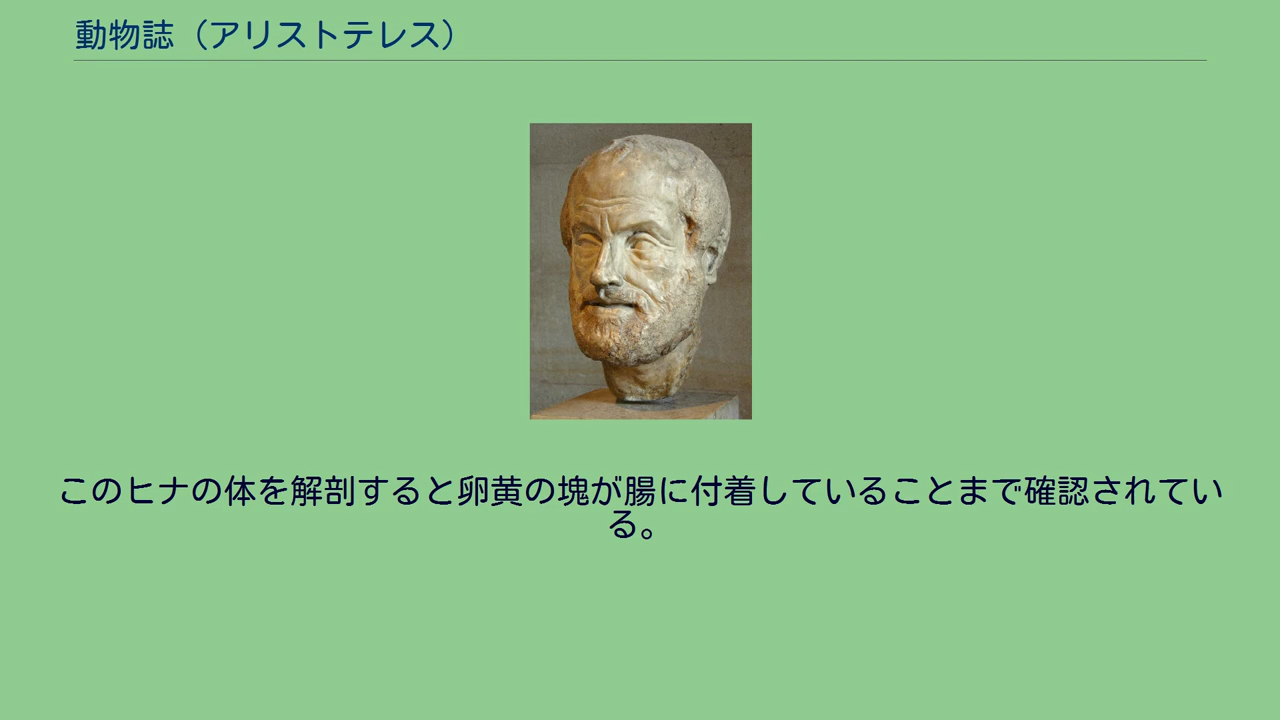 動物誌（アリストテレス）
このヒナの体を解剖すると卵黄の塊が腸に付着していることまで確認されてい
る。